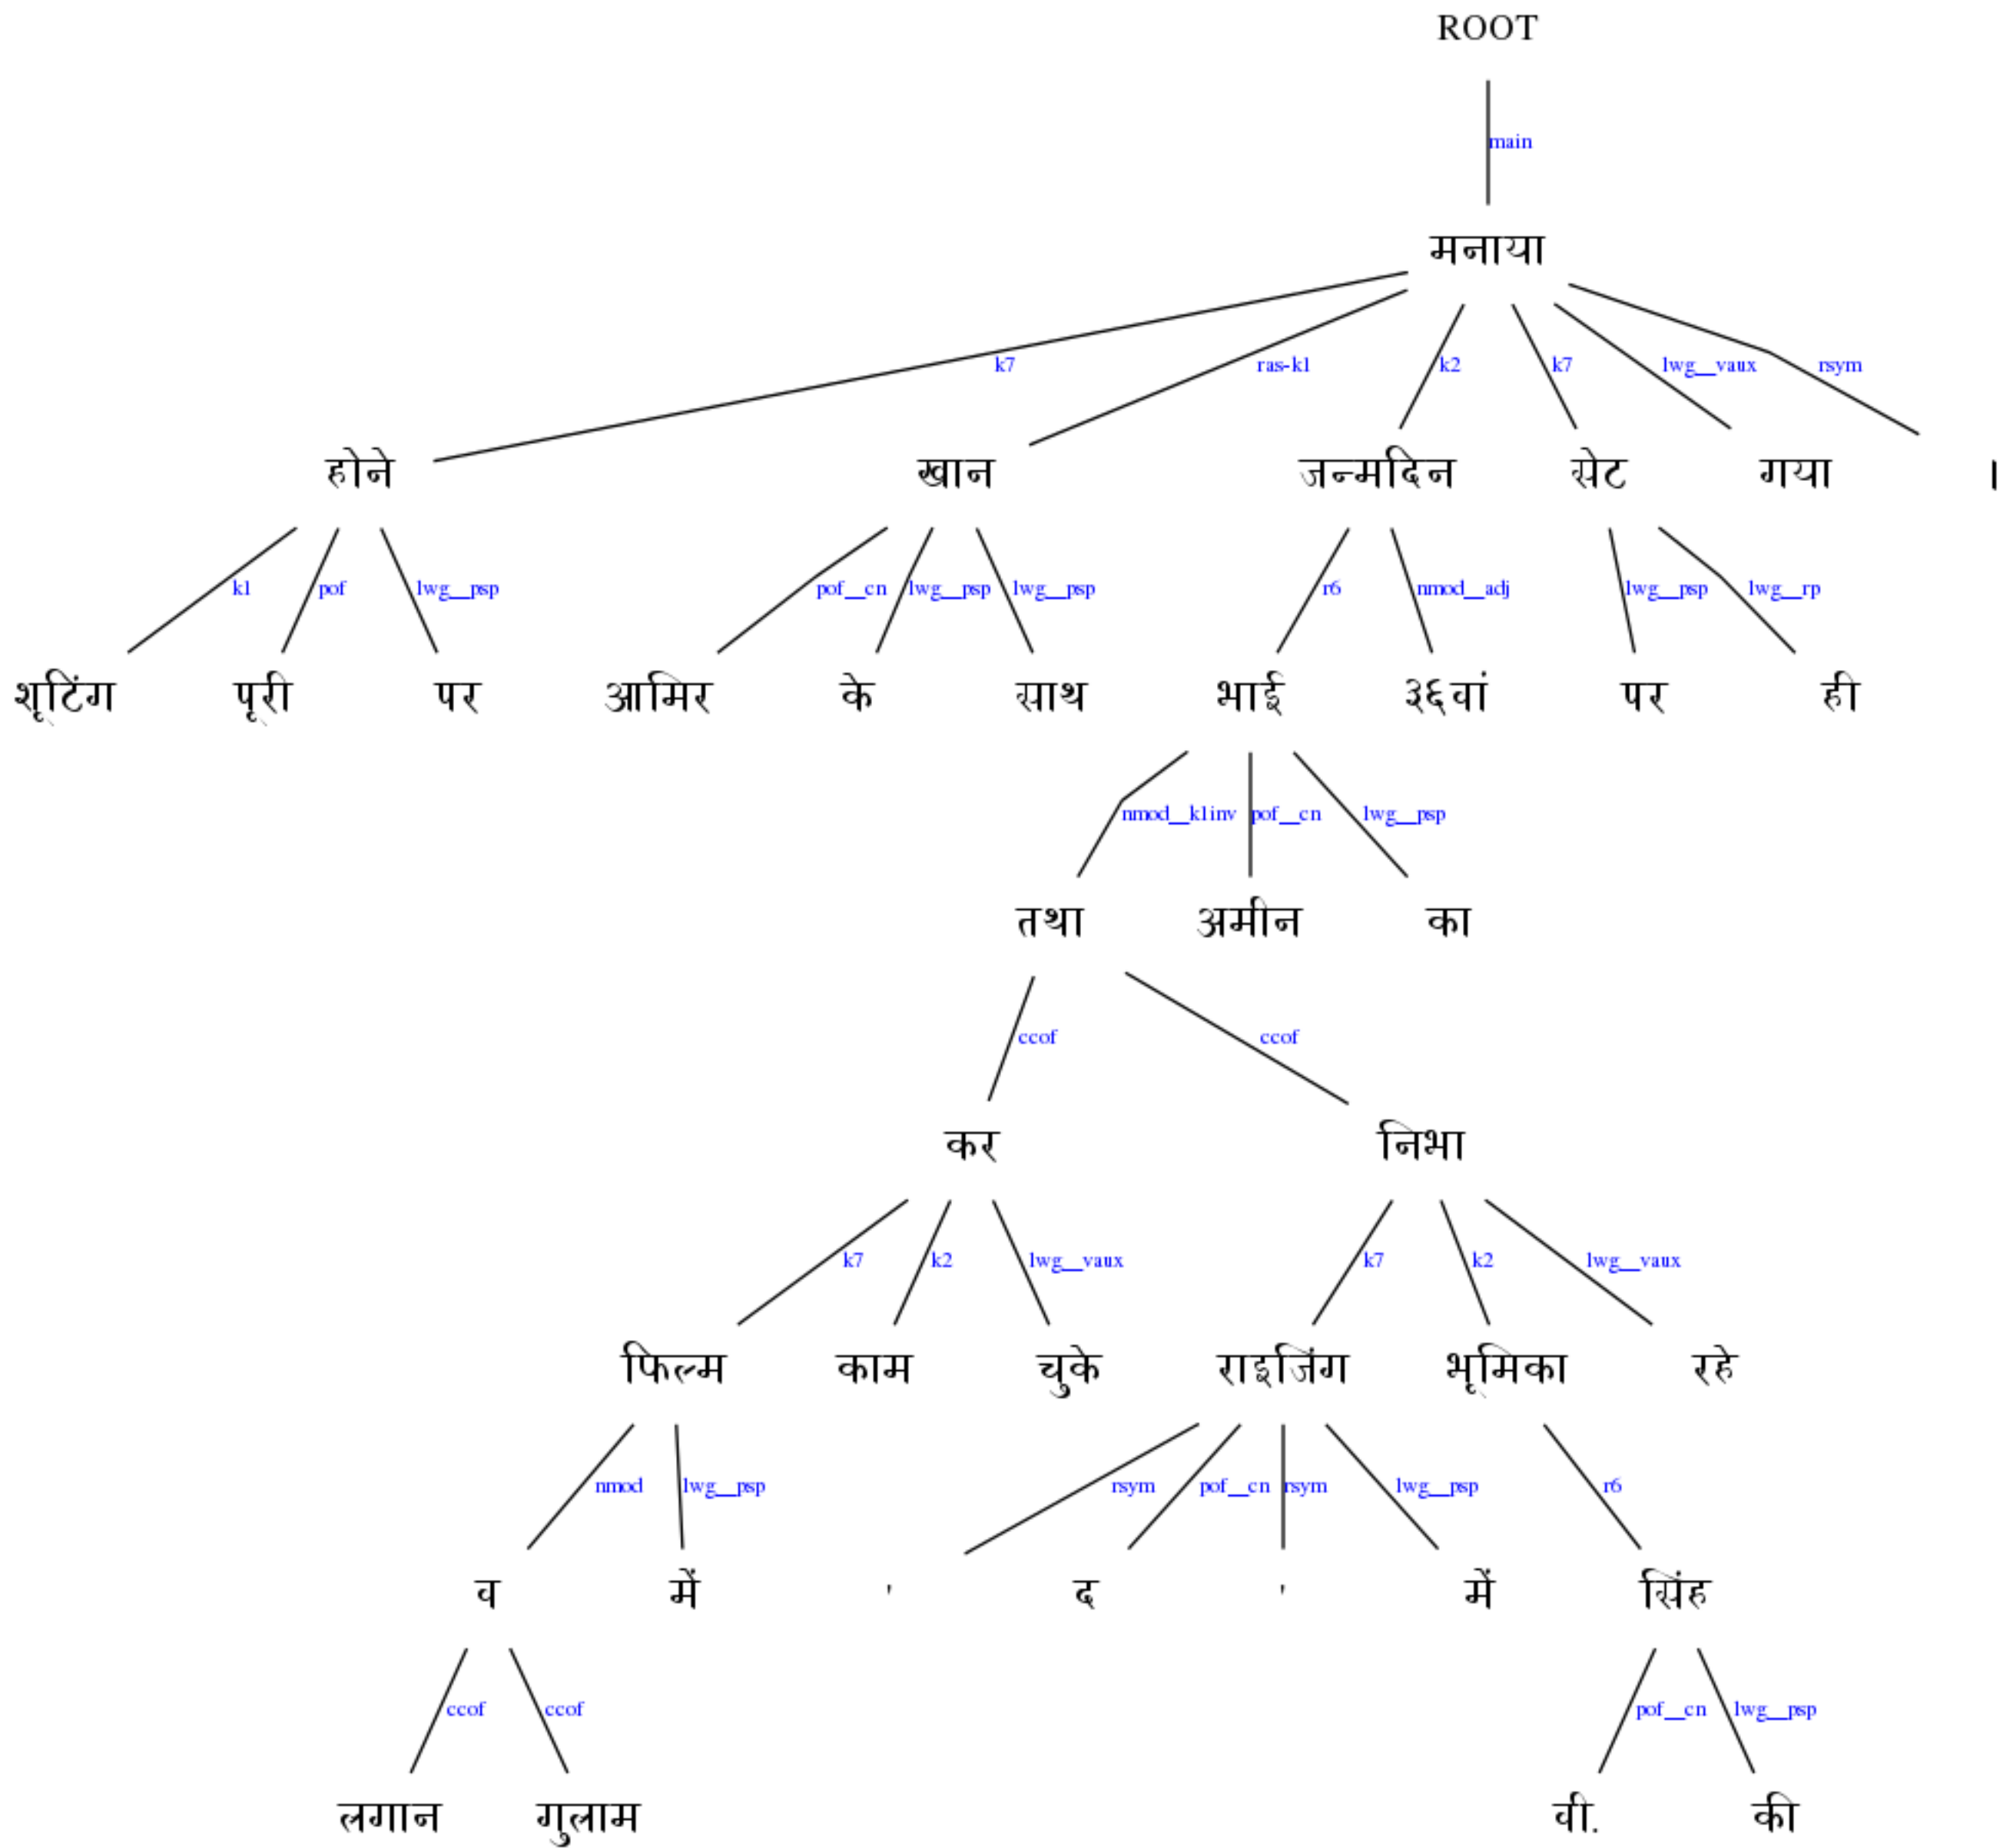 ROOT
main
मनाया
k7 ras-k1 k2 k7 lwg__vaux rsym
होने खान जन्मदिन सेट गया ।
k1 pof lwg__psp pof__cn lwg__psp lwg__psp r6 nmod__adj lwg__psp lwg__rp
शूटिंग पूरी पर आमिर के साथ भाई ३६वां पर ही
nmod__k1inv pof__cn lwg__psp
तथा अमीन का
ccof ccof
कर निभा
k7 k2 lwg__vaux k7 k2 lwg__vaux
फिल्म काम चुके राइजिंग भूमिका रहे
nmod lwg__psp rsym pof__cn rsym lwg__psp r6
व में ' द ' में सिंह
ccof ccof pof__cn lwg__psp
लगान गुलाम वी. की